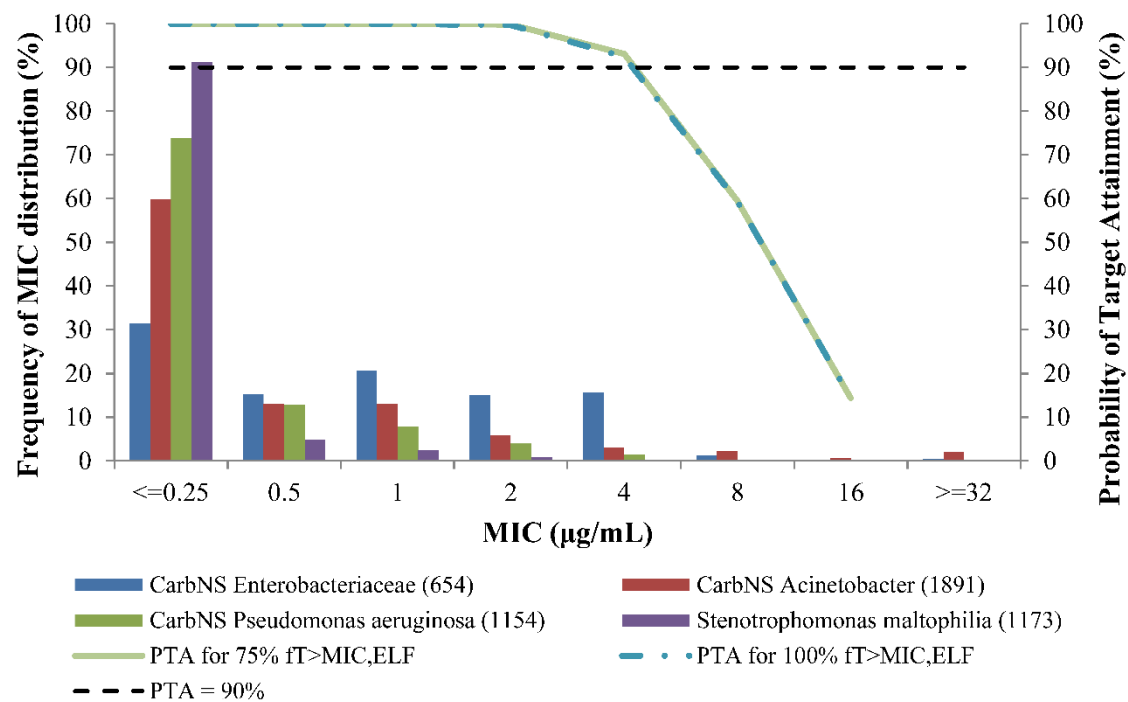 Frequency of MIC distribution (%)
100
90
80
70
60
50
40
30
20
10
0
100
90
80
70
60
50
40
30
20
10
0
Probability of Target Attainment (%)
<=0.25 0.5 1 2 4 8 16 >=32
MIC (µg/mL)
CarbNS Enterobacteriaceae (654) CarbNS Acinetobacter (1891)
CarbNS Pseudomonas aeruginosa (1154) Stenotrophomonas maltophilia (1173)
PTA for 75% fT>MIC,ELF PTA for 100% fT>MIC,ELF
PTA = 90%